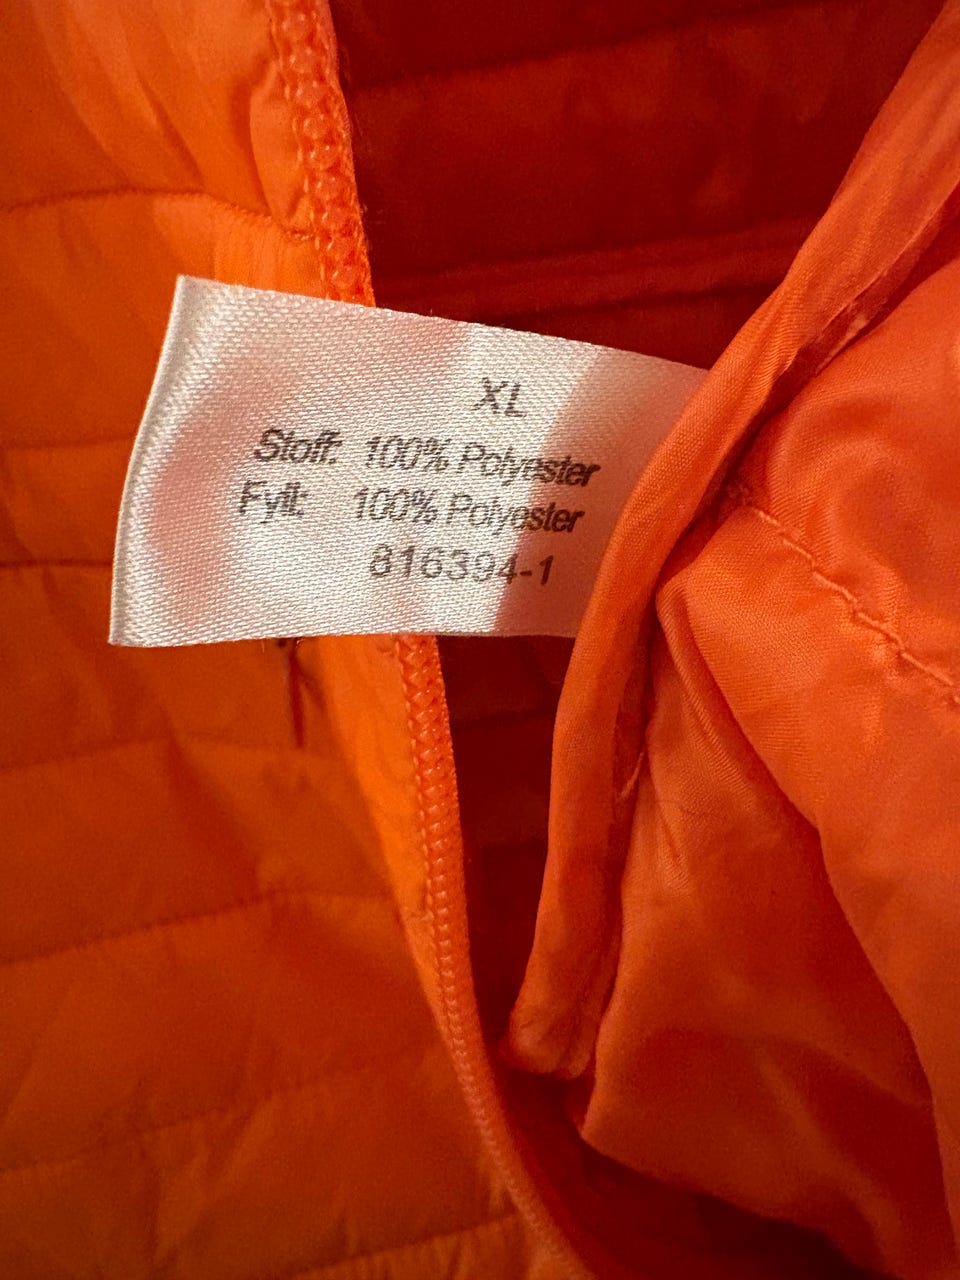 XL
Stoff: 100% Polyester
Fyll: 100% Polyester
816394-1